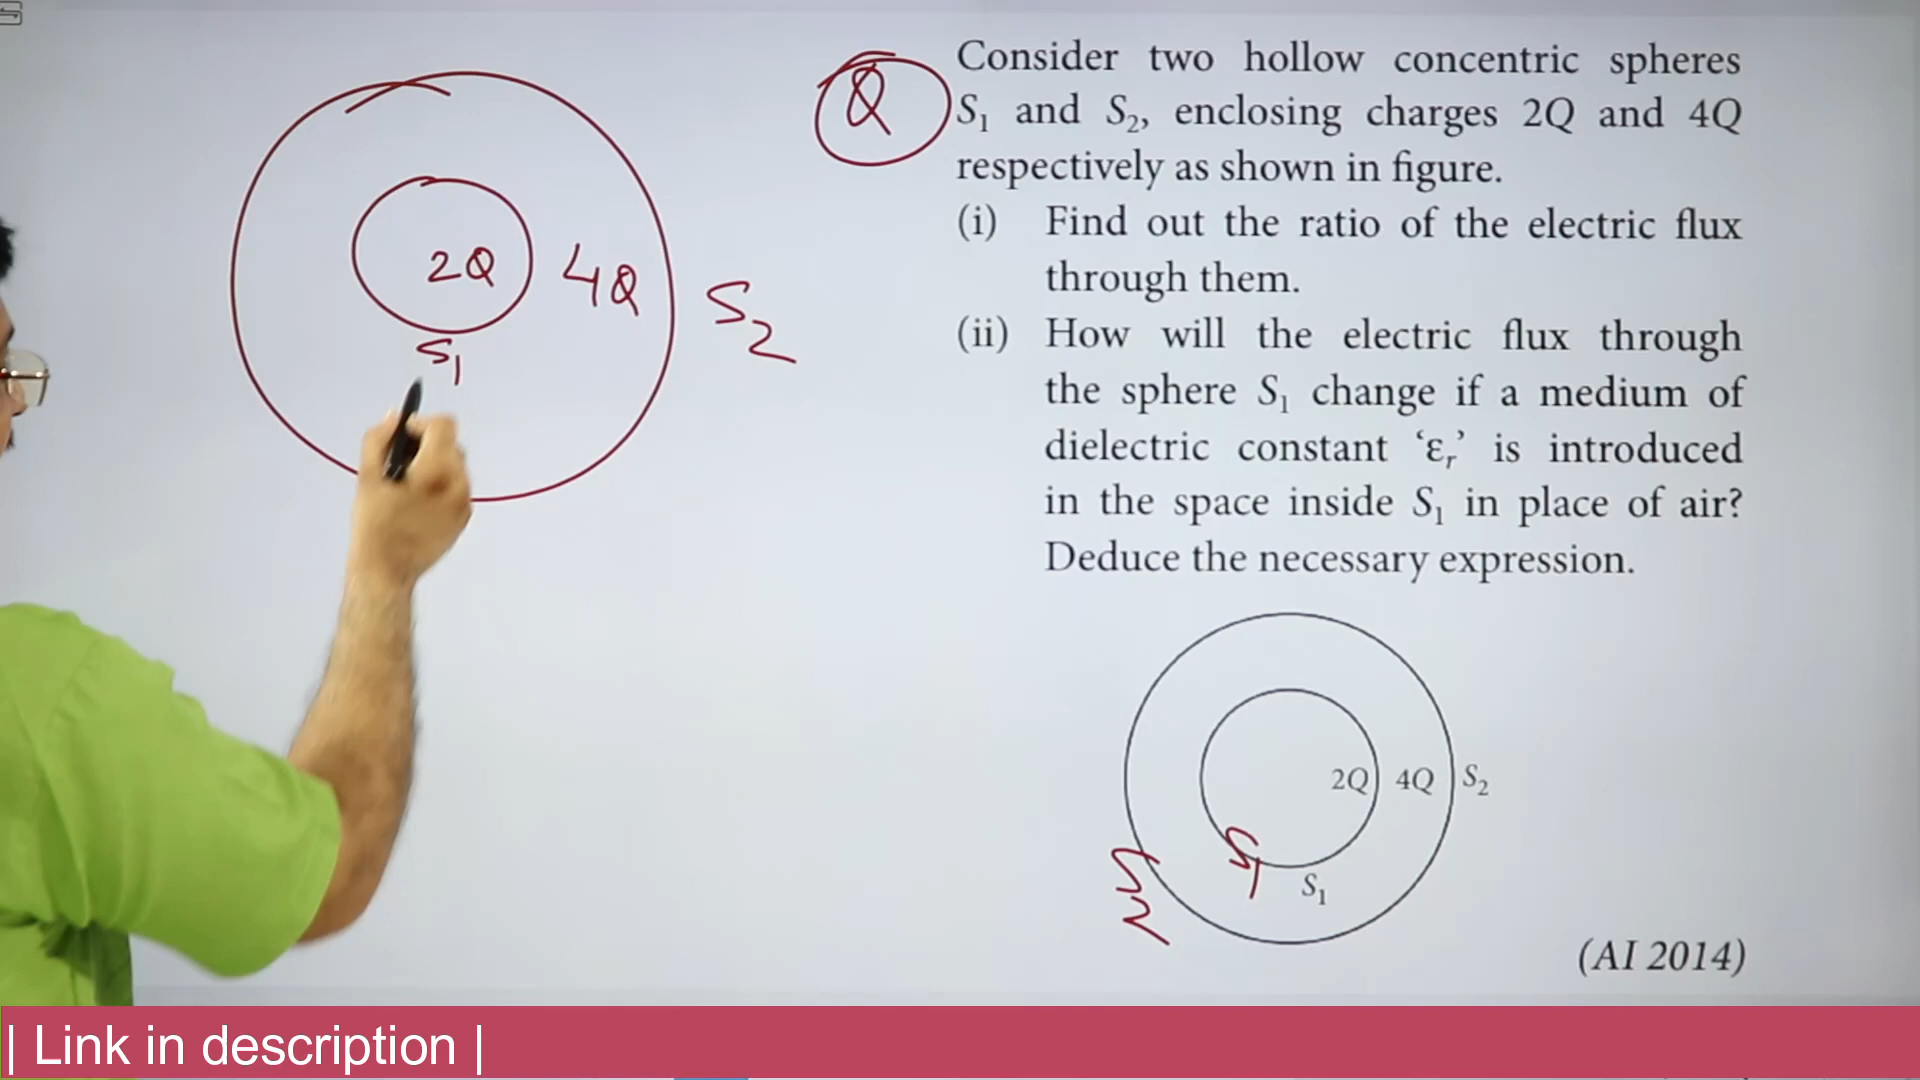 Q
Consider two hollow concentric spheres
S₁ and S₂, enclosing charges 2Q and 4Q
respectively as shown in figure.
(i) Find out the ratio of the electric flux
through them.
(ii) How will the electric flux through
the sphere S₁ change if a medium of
dielectric constant ‘εᵣ’ is introduced
in the space inside S₁ in place of air?
Deduce the necessary expression.
2Q 4Q S₂
S₁
2Q 4Q S₂
S₁
S₂
S₁
(AI 2014)
| Link in description |